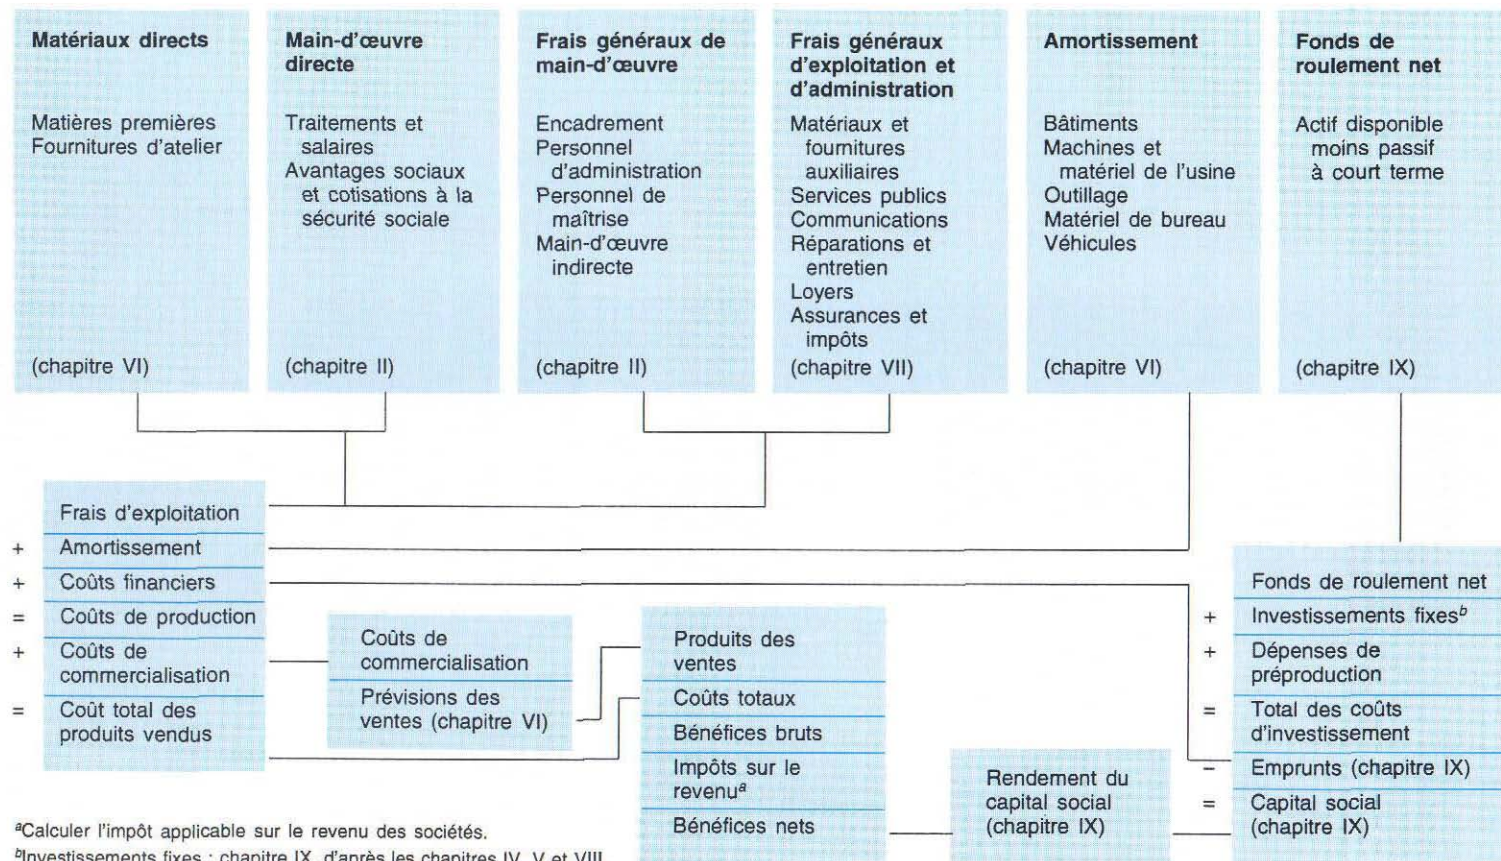 Matériaux directs
Matières premières
Fournitures d'atelier
(chapitre VI)
Main-d'œuvre
directe
Traitements et
salaires
Avantages sociaux
et cotisations à la
sécurité sociale
(chapitre II)
Frais généraux de
main-d'œuvre
Encadrement
Personnel
d'administration
Personnel de
maîtrise
Main-d'œuvre
indirecte
(chapitre II)
Frais généraux
d'exploitation et
d'administration
Matériaux et
fournitures
auxiliaires
Services publics
Communications
Réparations et
entretien
Loyers
Assurances et
impôts
(chapitre VII)
Amortissement
Bâtiments
Machines et
matériel de l'usine
Outillage
Matériel de bureau
Véhicules
(chapitre VI)
Fonds de
roulement net
Actif disponible
moins passif
à court terme
(chapitre IX)
Frais d'exploitation
+ Amortissement
+ Coûts financiers
= Coûts de production
+ Coûts de
commercialisation
= Coût total des
produits vendus
Coûts de
commercialisation
Prévisions des
ventes (chapitre VI)
Produits des
ventes
Coûts totaux
Bénéfices bruts
Impôts sur le
revenuᵃ
Bénéfices nets
Rendement du
capital social
(chapitre IX)
Fonds de roulement net
+ Investissements fixesᵇ
+ Dépenses de
préproduction
= Total des coûts
d'investissement
− Emprunts (chapitre IX)
= Capital social
(chapitre IX)
ᵃCalculer l'impôt applicable sur le revenu des sociétés.
ᵇInvestissements fixes : chapitre IX, d'après les chapitres IV, V et VIII